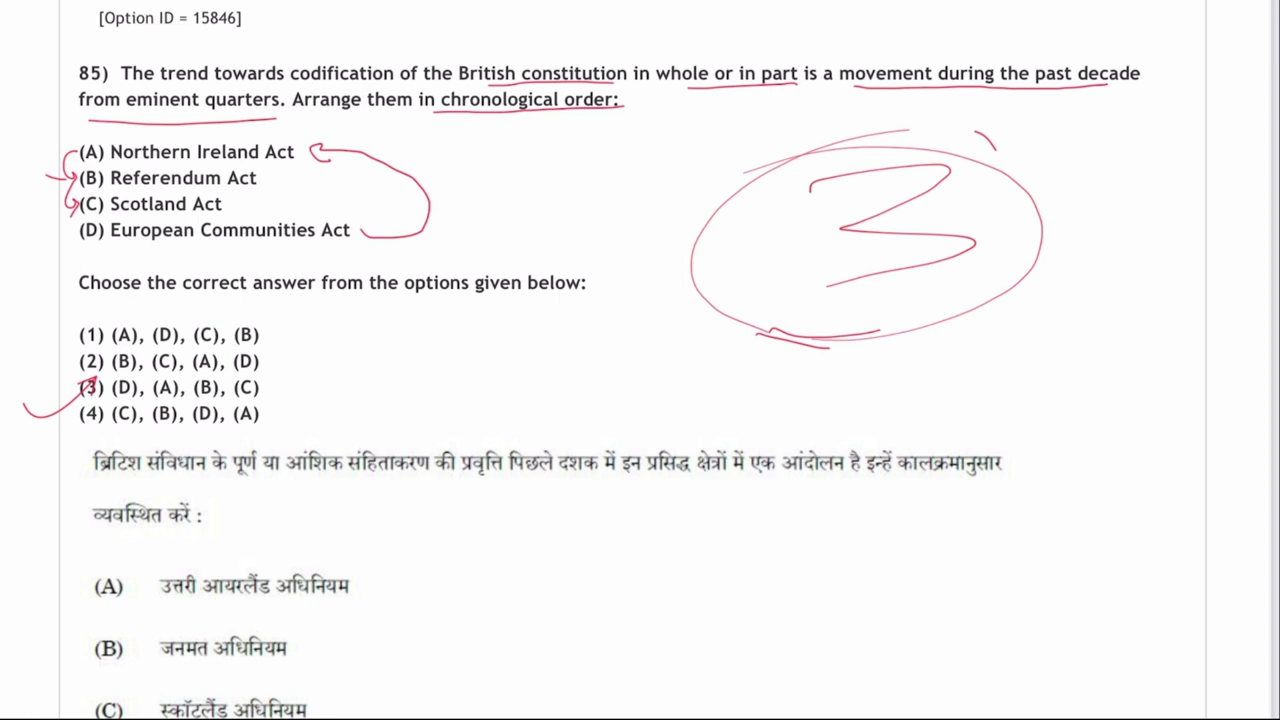 [Option ID = 15846]
85) The trend towards codification of the British constitution in whole or in part is a movement during the past decade
from eminent quarters. Arrange them in chronological order:
(A) Northern Ireland Act
(B) Referendum Act
(C) Scotland Act
(D) European Communities Act
3
Choose the correct answer from the options given below:
(1) (A), (D), (C), (B)
(2) (B), (C), (A), (D)
(3) (D), (A), (B), (C)
(4) (C), (B), (D), (A)
ब्रिटिश संविधान के पूर्ण या आंशिक संहिताकरण की प्रवृत्ति पिछले दशक में इन प्रसिद्ध क्षेत्रों में एक आंदोलन है इन्हें कालक्रमानुसार
व्यवस्थित करें :
(A) उत्तरी आयरलैंड अधिनियम
(B) जनमत अधिनियम
(C) स्कॉटलैंड अधिनियम